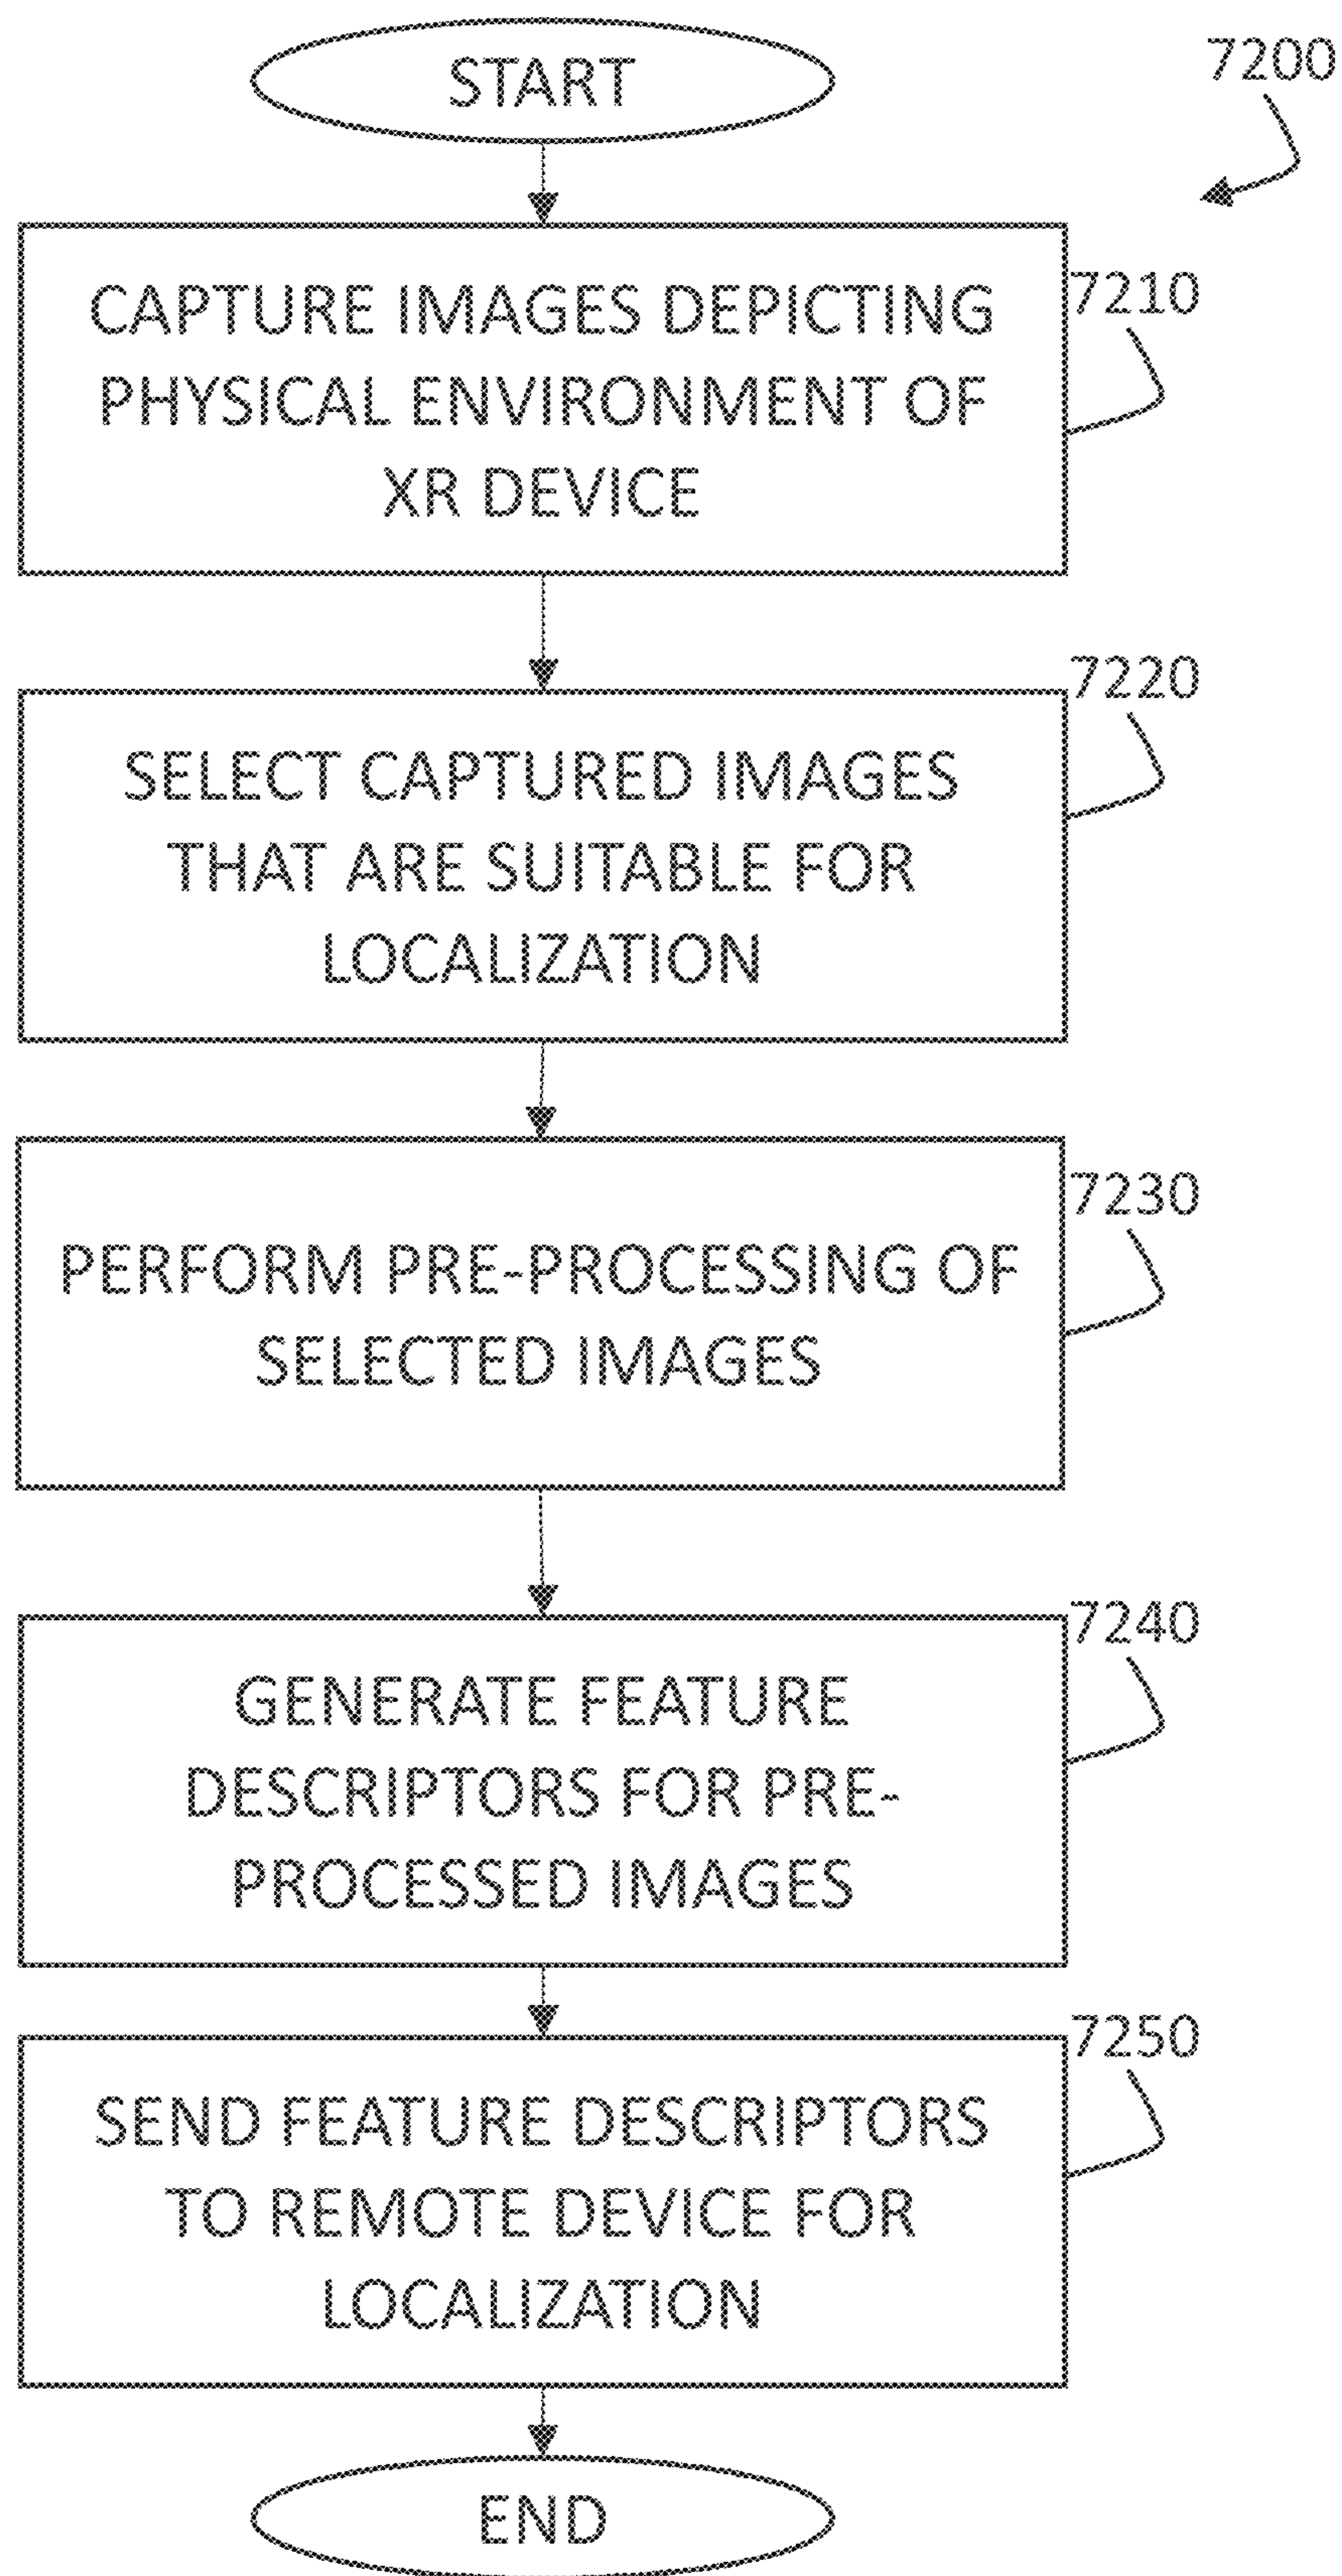 START
7200
CAPTURE IMAGES DEPICTING
PHYSICAL ENVIRONMENT OF
XR DEVICE
7210
SELECT CAPTURED IMAGES
THAT ARE SUITABLE FOR
LOCALIZATION
7220
PERFORM PRE-PROCESSING OF
SELECTED IMAGES
7230
GENERATE FEATURE
DESCRIPTORS FOR PRE-
PROCESSED IMAGES
7240
SEND FEATURE DESCRIPTORS
TO REMOTE DEVICE FOR
LOCALIZATION
7250
END